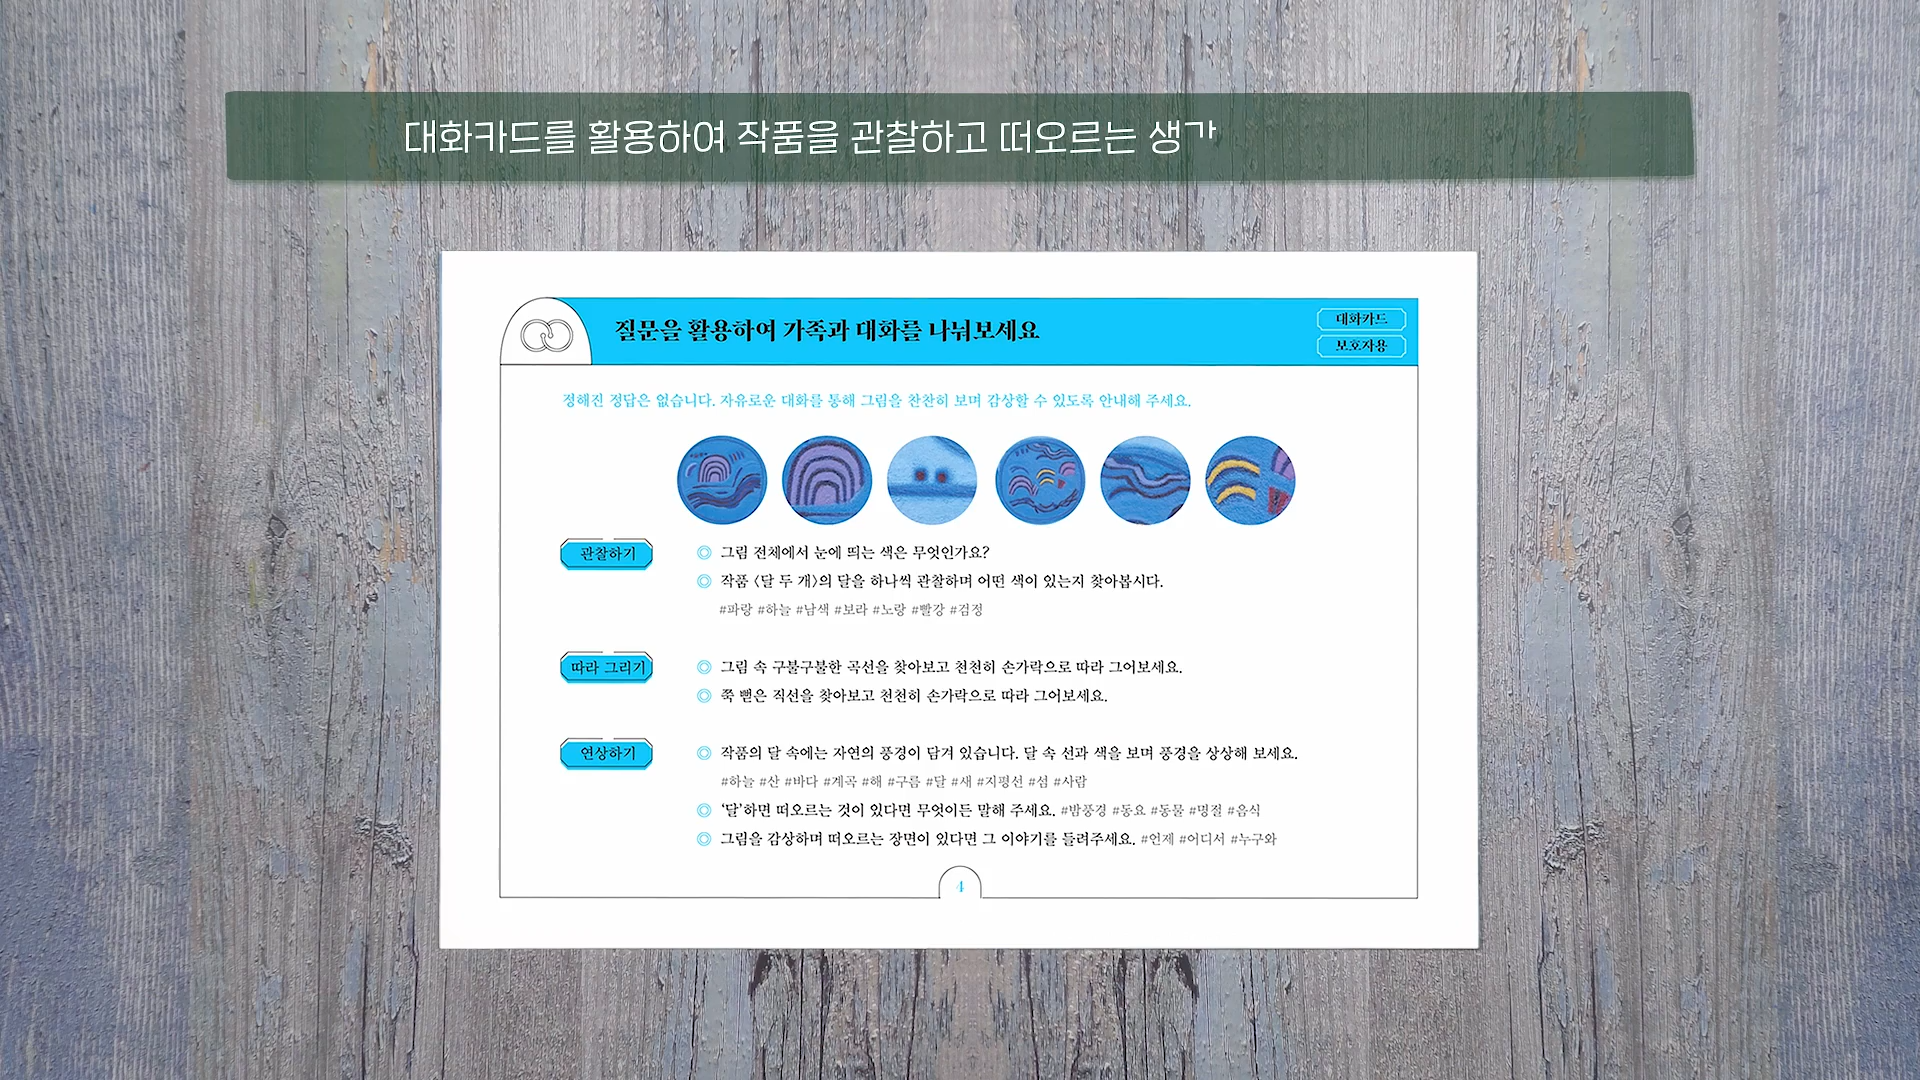 대화카드를 활용하여 작품을 관찰하고 떠오르는 생가
질문을 활용하여 가족과 대화를 나눠보세요
대화카드
보호자용
정해진 정답은 없습니다. 자유로운 대화를 통해 그림을 찬찬히 보며 감상할 수 있도록 안내해 주세요.
관찰하기
◎ 그림 전체에서 눈에 띄는 색은 무엇인가요?
◎ 작품 〈달 두 개〉의 달을 하나씩 관찰하며 어떤 색이 있는지 찾아봅시다.
#파랑 #하늘 #남색 #보라 #노랑 #빨강 #검정
따라 그리기
◎ 그림 속 구불구불한 곡선을 찾아보고 천천히 손가락으로 따라 그어보세요.
◎ 쭉 뻗은 직선을 찾아보고 천천히 손가락으로 따라 그어보세요.
연상하기
◎ 작품의 달 속에는 자연의 풍경이 담겨 있습니다. 달 속 선과 색을 보며 풍경을 상상해 보세요.
#하늘 #산 #바다 #계곡 #해 #구름 #달 #새 #지평선 #섬 #사람
◎ ‘달’하면 떠오르는 것이 있다면 무엇이든 말해 주세요. #밤풍경 #동요 #동물 #명절 #음식
◎ 그림을 감상하며 떠오르는 장면이 있다면 그 이야기를 들려주세요. #언제 #어디서 #누구와
4